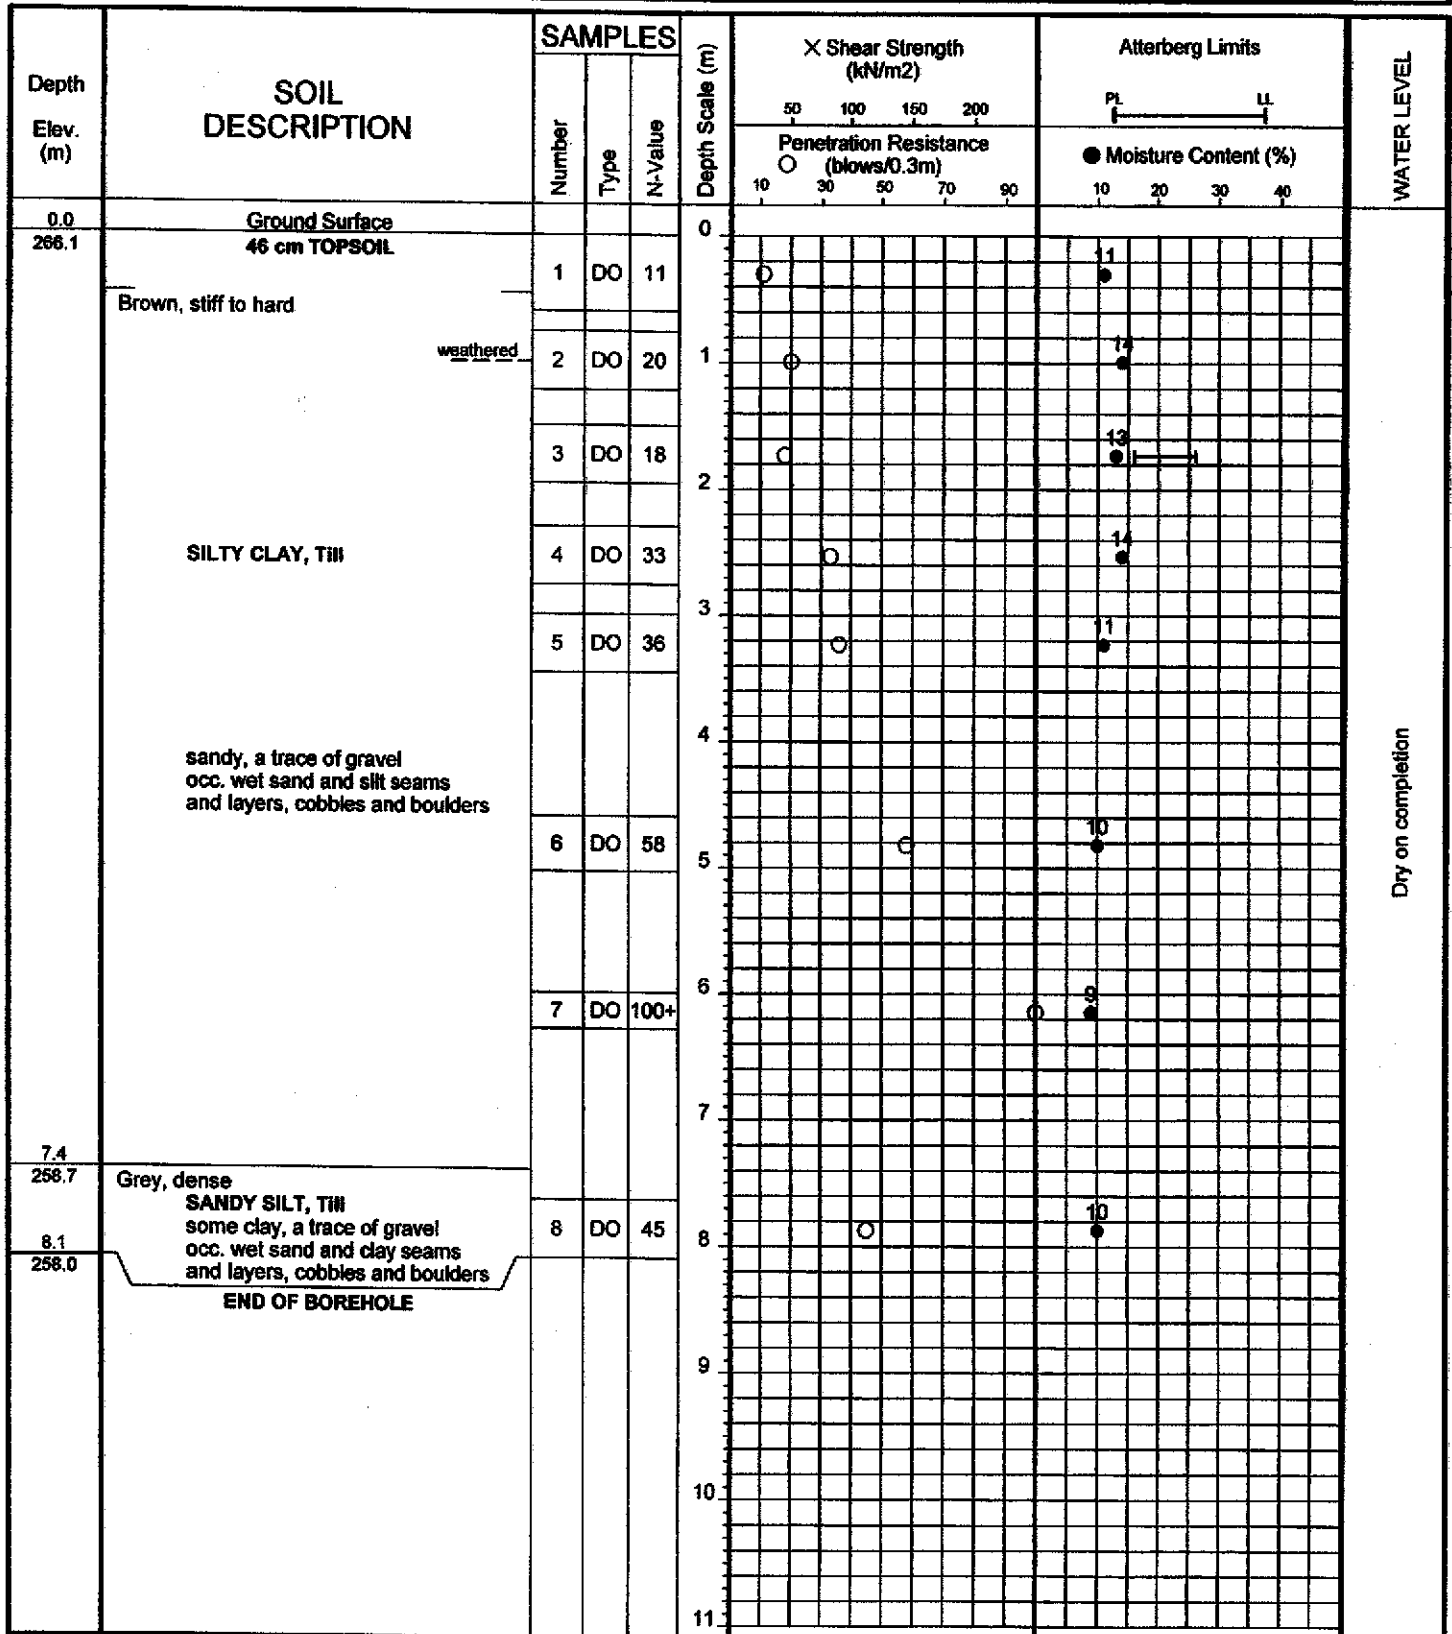 SAMPLES
Depth
Elev.
(m)
SOIL
DESCRIPTION
Number
Type
N-Value
Depth Scale (m)
× Shear Strength
(kN/m2)
50 100 150 200
Penetration Resistance
(blows/0.3m)
10 30 50 70 90
Atterberg Limits
PL LL
Moisture Content (%)
10 20 30 40
WATER LEVEL
0.0
266.1
Ground Surface
46 cm TOPSOIL
0
1 DO 11
11
Brown, stiff to hard
weathered
2 DO 20
1
14
3 DO 18
13
2
SILTY CLAY, Till
4 DO 33
14
3
5 DO 36
11
4
sandy, a trace of gravel
occ. wet sand and silt seams
and layers, cobbles and boulders
6 DO 58
10
5
Dry on completion
6
7 DO 100+
9
7
7.4
258.7
Grey, dense
SANDY SILT, Till
some clay, a trace of gravel
occ. wet sand and clay seams
and layers, cobbles and boulders
8 DO 45
10
8
8.1
258.0
END OF BOREHOLE
9
10
11